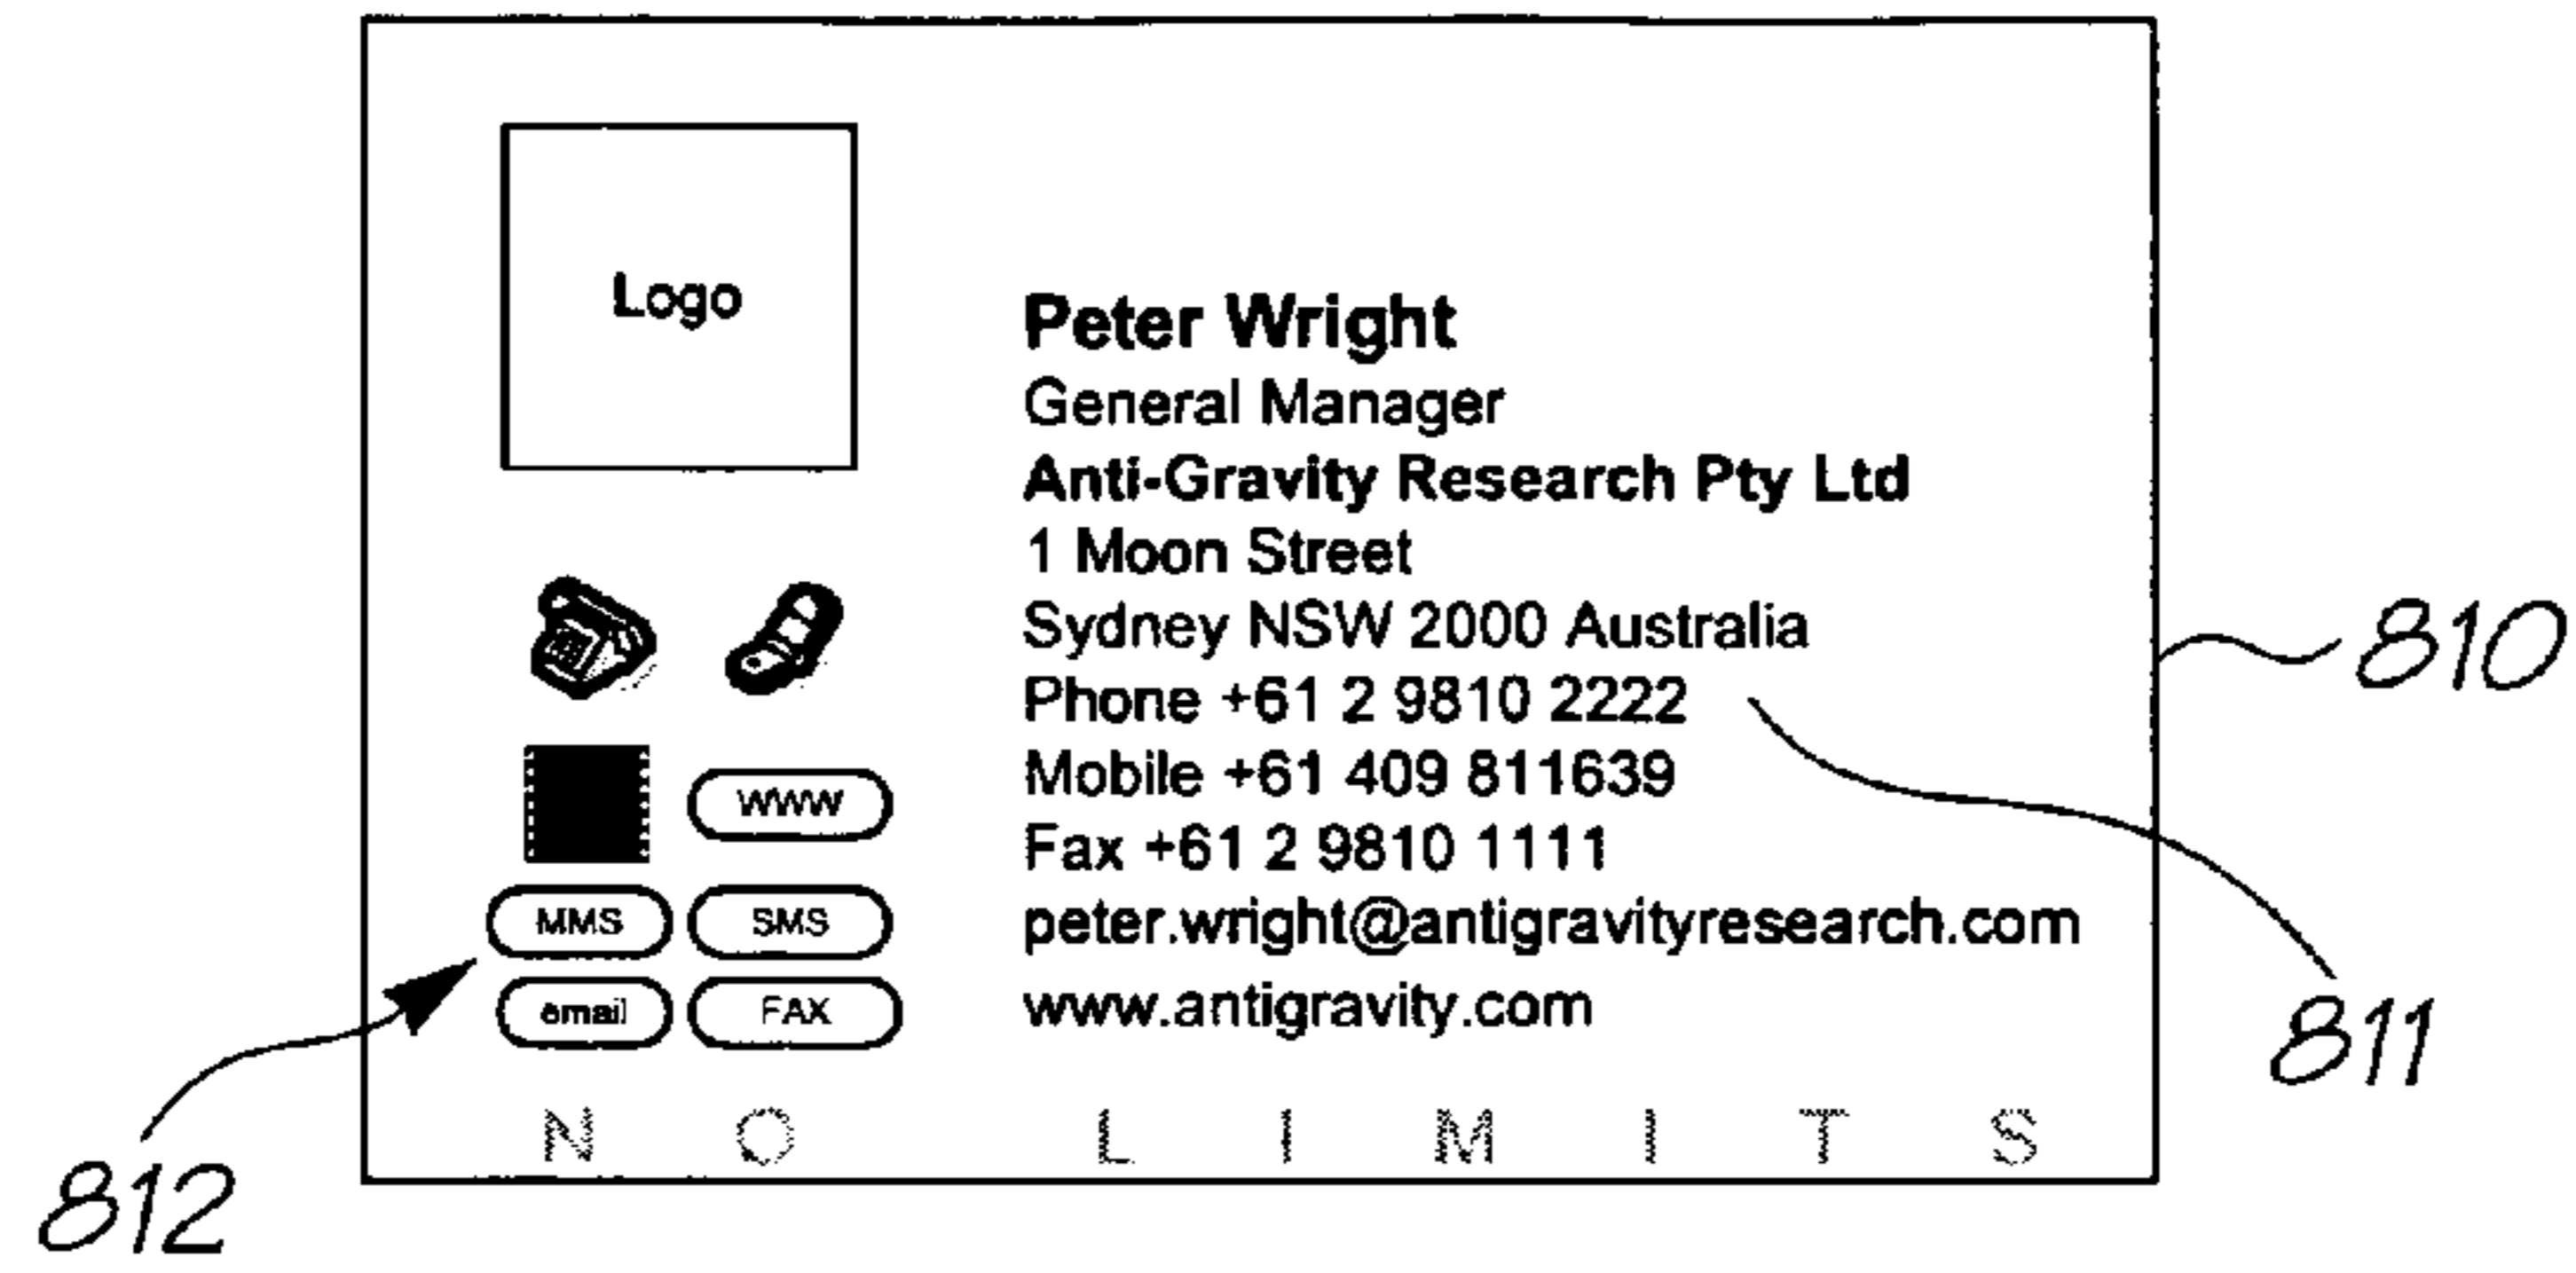 Logo
Peter Wright
General Manager
Anti-Gravity Research Pty Ltd
1 Moon Street
Sydney NSW 2000 Australia
Phone +61 2 9810 2222
Mobile +61 409 811639
Fax +61 2 9810 1111
peter.wright@antigravityresearch.com
www.antigravity.com
WWW
MMS SMS
email FAX
N O L I M I T S
810
811
812